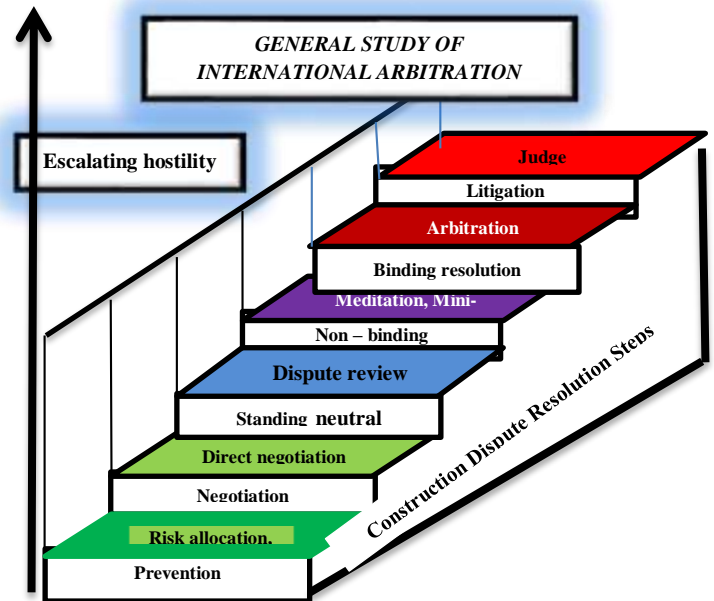 GENERAL STUDY OF
INTERNATIONAL ARBITRATION
Escalating hostility
Judge
Litigation
Arbitration
Binding resolution
Meditation, Mini-
Non – binding
Dispute review
Standing neutral
Direct negotiation
Negotiation
Risk allocation,
Prevention
Construction Dispute Resolution Steps